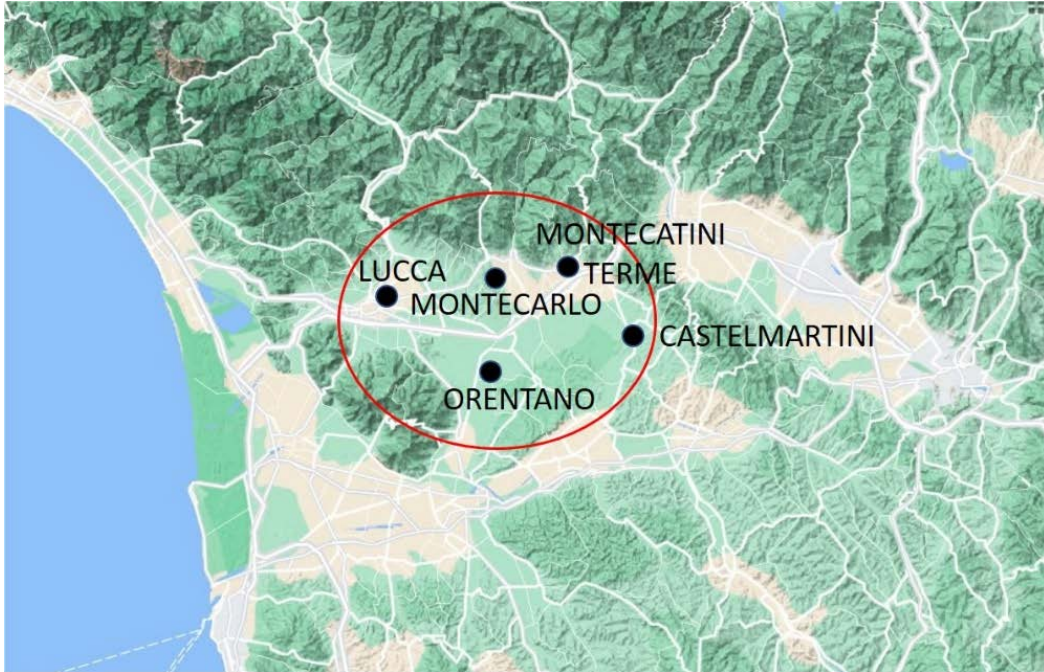 MONTECATINI
TERME
LUCCA
MONTECARLO
CASTELMARTINI
ORENTANO